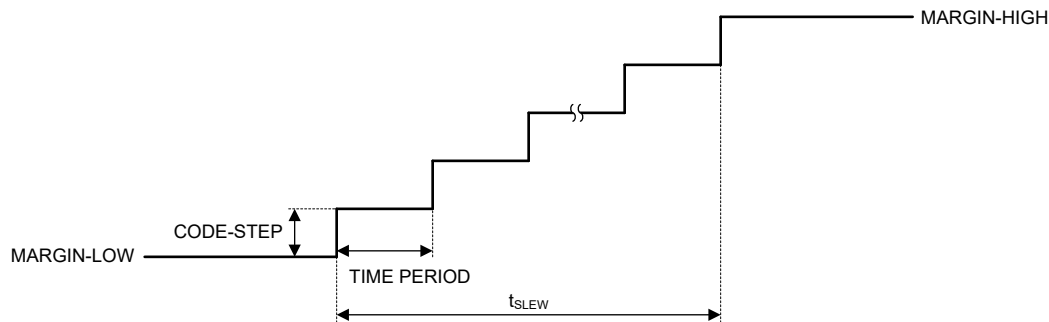 MARGIN-HIGH
CODE-STEP
MARGIN-LOW
TIME PERIOD
tSLEW